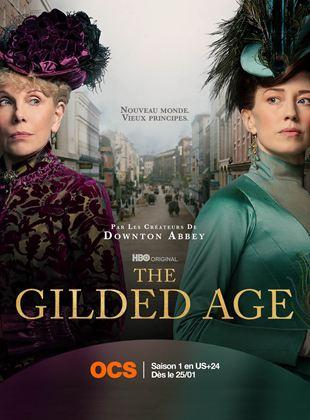 NOUVEAU MONDE.
VIEUX PRINCIPES.
PAR LES CRÉATEURS DE
DOWNTON ABBEY
HBO ORIGINAL
THE
GILDED AGE
OCS
Saison 1 en US+24
Dès le 25/01